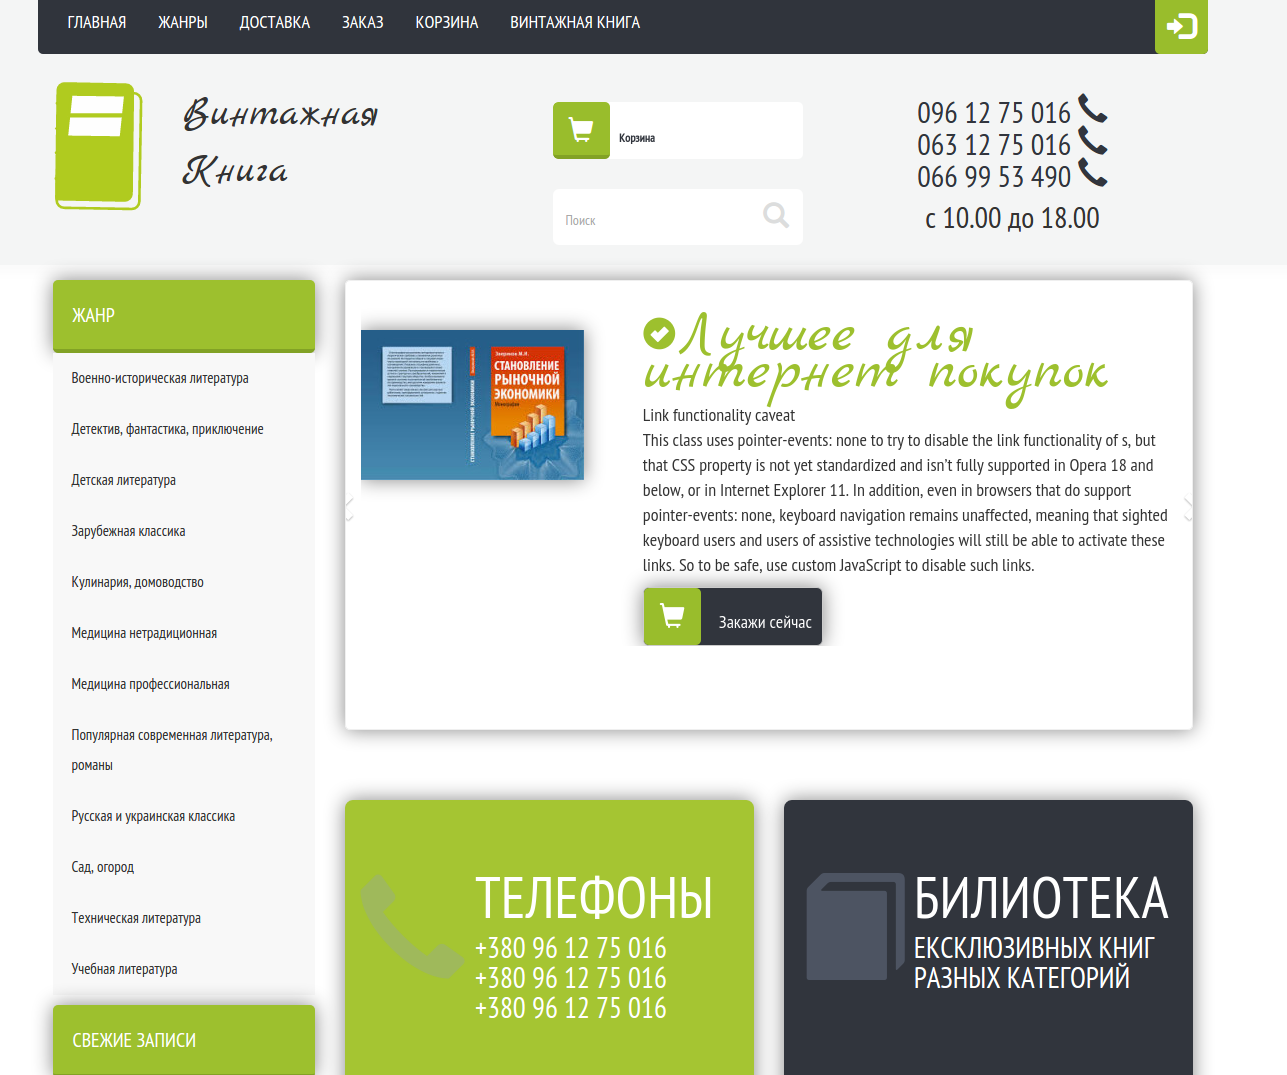 ГЛАВНАЯ ЖАНРЫ ДОСТАВКА ЗАКАЗ КОРЗИНА ВИНТАЖНАЯ КНИГА
Винтажная
Книга
Корзина
Поиск
096 12 75 016
063 12 75 016
066 99 53 490
с 10.00 до 18.00
ЖАНР
Военно-историческая литература
Детектив, фантастика, приключение
Детская литература
Зарубежная классика
Кулинария, домоводство
Медицина нетрадиционная
Медицина профессиональная
Популярная современная литература,
романы
Русская и украинская классика
Сад, огород
Техническая литература
Учебная литература
СВЕЖИЕ ЗАПИСИ
СТАНОВЛЕНИЕ
РЫНОЧНОЙ
ЭКОНОМИКИ
Монография
Лучшее для
интернет покупок
Link functionality caveat
This class uses pointer-events: none to try to disable the link functionality of s, but
that CSS property is not yet standardized and isn't fully supported in Opera 18 and
below, or in Internet Explorer 11. In addition, even in browsers that do support
pointer-events: none, keyboard navigation remains unaffected, meaning that sighted
keyboard users and users of assistive technologies will still be able to activate these
links. So to be safe, use custom JavaScript to disable such links.
Закажи сейчас
ТЕЛЕФОНЫ
+380 96 12 75 016
+380 96 12 75 016
+380 96 12 75 016
БИЛИОТЕКА
ЕКСКЛЮЗИВНЫХ КНИГ
РАЗНЫХ КАТЕГОРИЙ